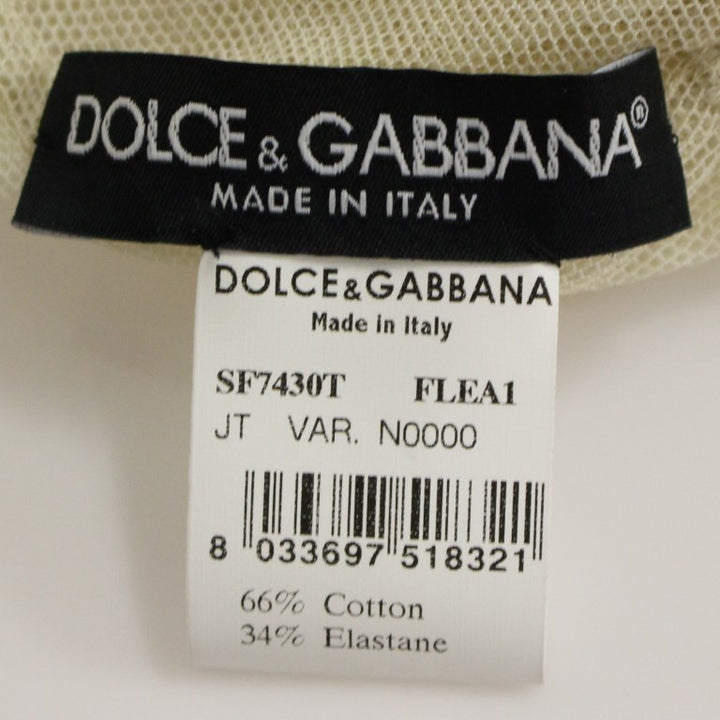 DOLCE & GABBANA®
MADE IN ITALY
DOLCE&GABBANA
Made in Italy
SF7430T FLEA1
JT VAR. N0000
8 033697 518321
66% Cotton
34% Elastane